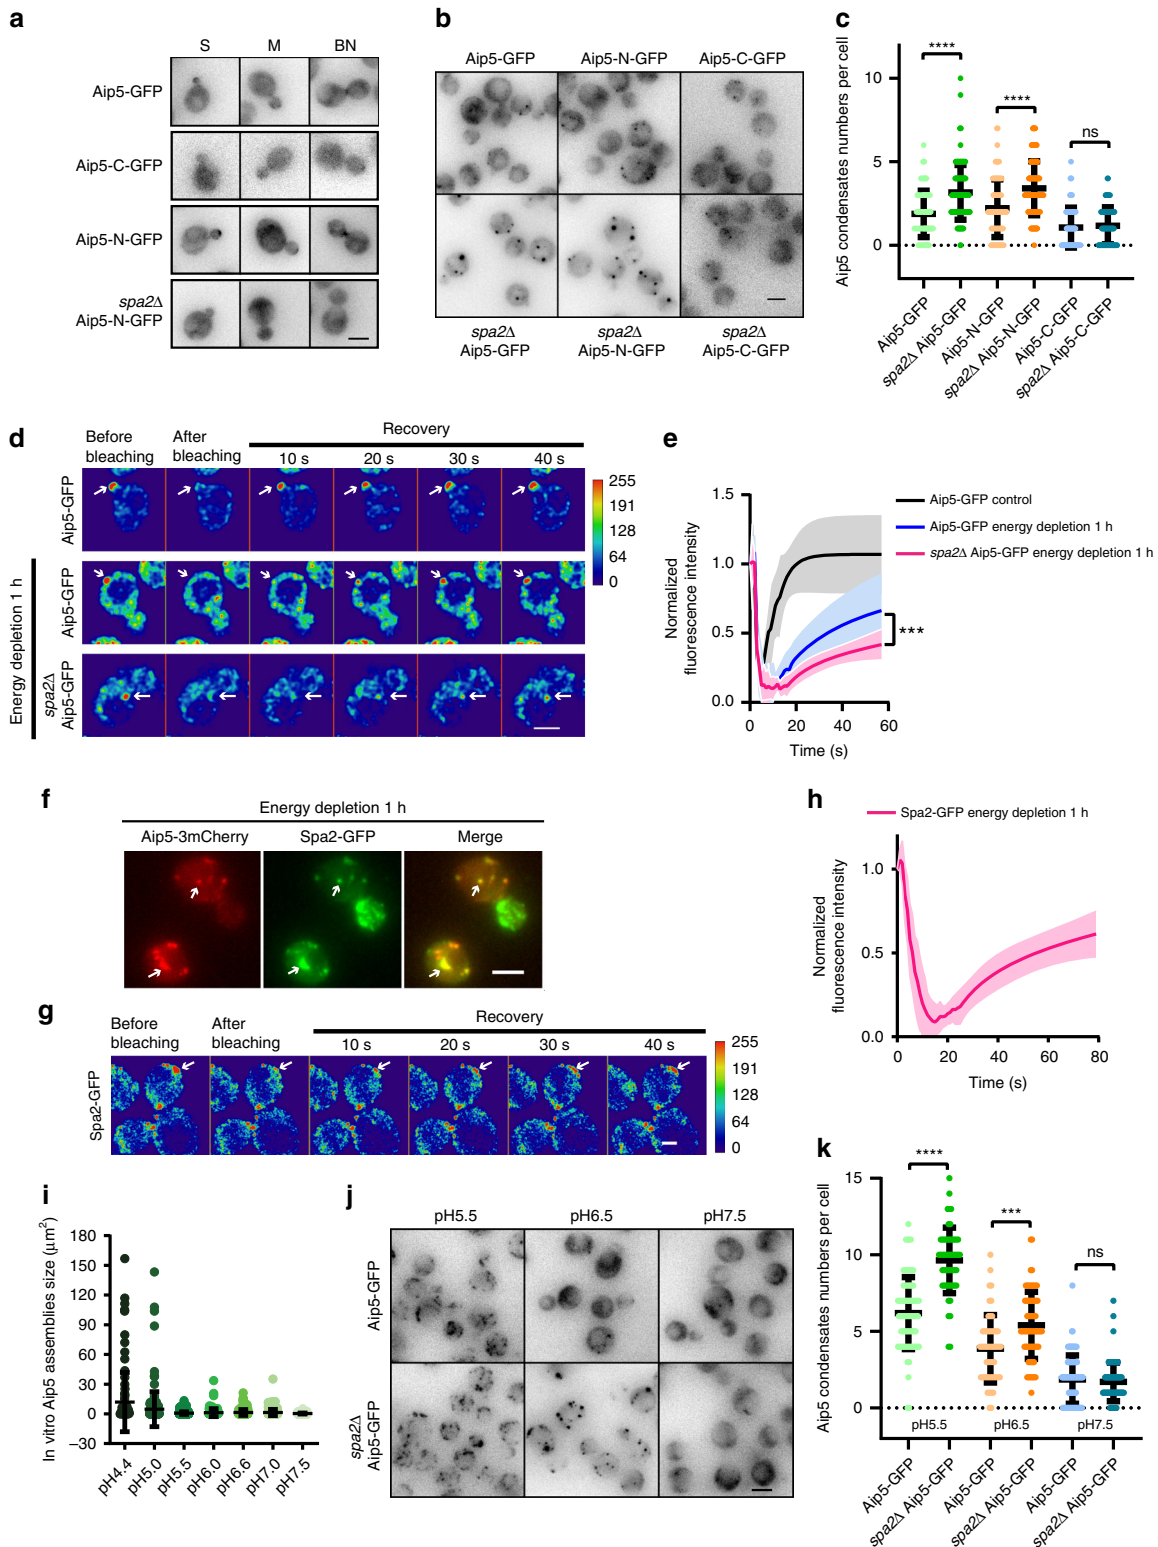 a
S M BN
Aip5-GFP
Aip5-C-GFP
Aip5-N-GFP
spa2Δ
Aip5-N-GFP
b
Aip5-GFP Aip5-N-GFP Aip5-C-GFP
spa2Δ spa2Δ spa2Δ
Aip5-GFP Aip5-N-GFP Aip5-C-GFP
c
Aip5 condensates numbers per cell
**** **** ns
10
5
0
Aip5-GFP
spa2Δ Aip5-GFP
Aip5-N-GFP
spa2Δ Aip5-N-GFP
Aip5-C-GFP
spa2Δ Aip5-C-GFP
d
Before bleaching
After bleaching
Recovery
10 s 20 s 30 s 40 s
Aip5-GFP
Energy depletion 1 h
Aip5-GFP
spa2Δ
Aip5-GFP
255
191
128
64
0
e
Normalized
fluorescence intensity
1.5
1.0
0.5
0.0
0 20 40 60
Time (s)
Aip5-GFP control
Aip5-GFP energy depletion 1 h
spa2Δ Aip5-GFP energy depletion 1 h
***
f
Energy depletion 1 h
Aip5-3mCherry Spa2-GFP Merge
g
Before bleaching
After bleaching
Recovery
10 s 20 s 30 s 40 s
Spa2-GFP
255
191
128
64
0
h
Spa2-GFP energy depletion 1 h
Normalized
fluorescence intensity
1.0
0.5
0.0
0 20 40 60 80
Time (s)
i
In vitro Aip5 assemblies size (μm²)
180
150
120
90
60
30
0
−30
pH4.4 pH5.0 pH5.5 pH6.0 pH6.6 pH7.0 pH7.5
j
pH5.5 pH6.5 pH7.5
Aip5-GFP
spa2Δ
Aip5-GFP
k
Aip5 condensates numbers per cell
**** *** ns
15
10
5
0
pH5.5 pH6.5 pH7.5
Aip5-GFP
spa2Δ Aip5-GFP
Aip5-GFP
spa2Δ Aip5-GFP
Aip5-GFP
spa2Δ Aip5-GFP